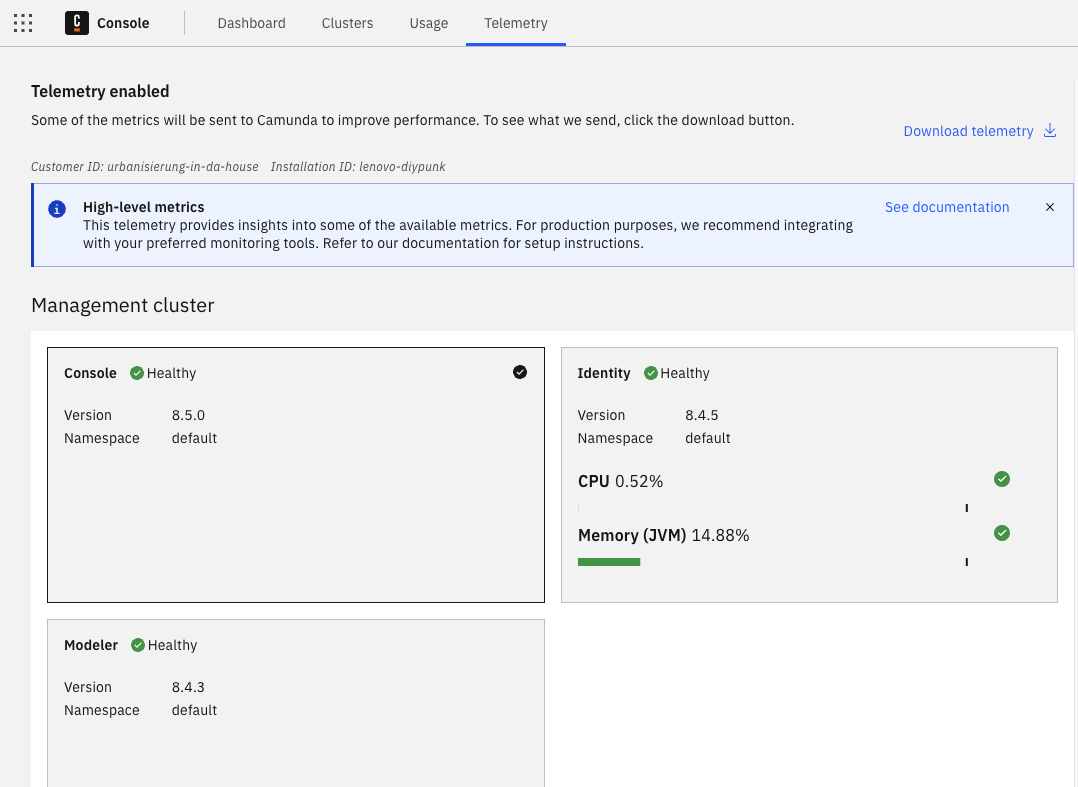 Console Dashboard Clusters Usage Telemetry
Telemetry enabled
Some of the metrics will be sent to Camunda to improve performance. To see what we send, click the download button.
Download telemetry
Customer ID: urbanisierung-in-da-house Installation ID: lenovo-diypunk
High-level metrics
This telemetry provides insights into some of the available metrics. For production purposes, we recommend integrating
with your preferred monitoring tools. Refer to our documentation for setup instructions.
See documentation
Management cluster
Console Healthy
Version 8.5.0
Namespace default
Identity Healthy
Version 8.4.5
Namespace default
CPU 0.52%
Memory (JVM) 14.88%
Modeler Healthy
Version 8.4.3
Namespace default